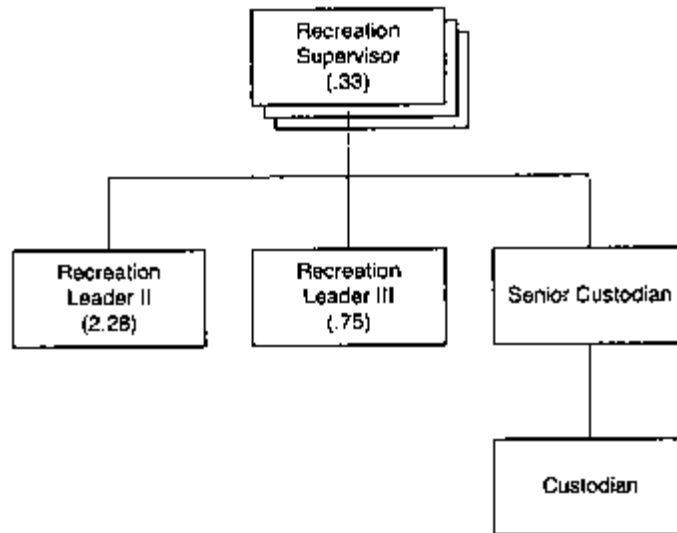 Recreation
Supervisor
(.33)
Recreation
Leader II
(2.28)
Recreation
Leader III
(.75)
Senior Custodian
Custodian